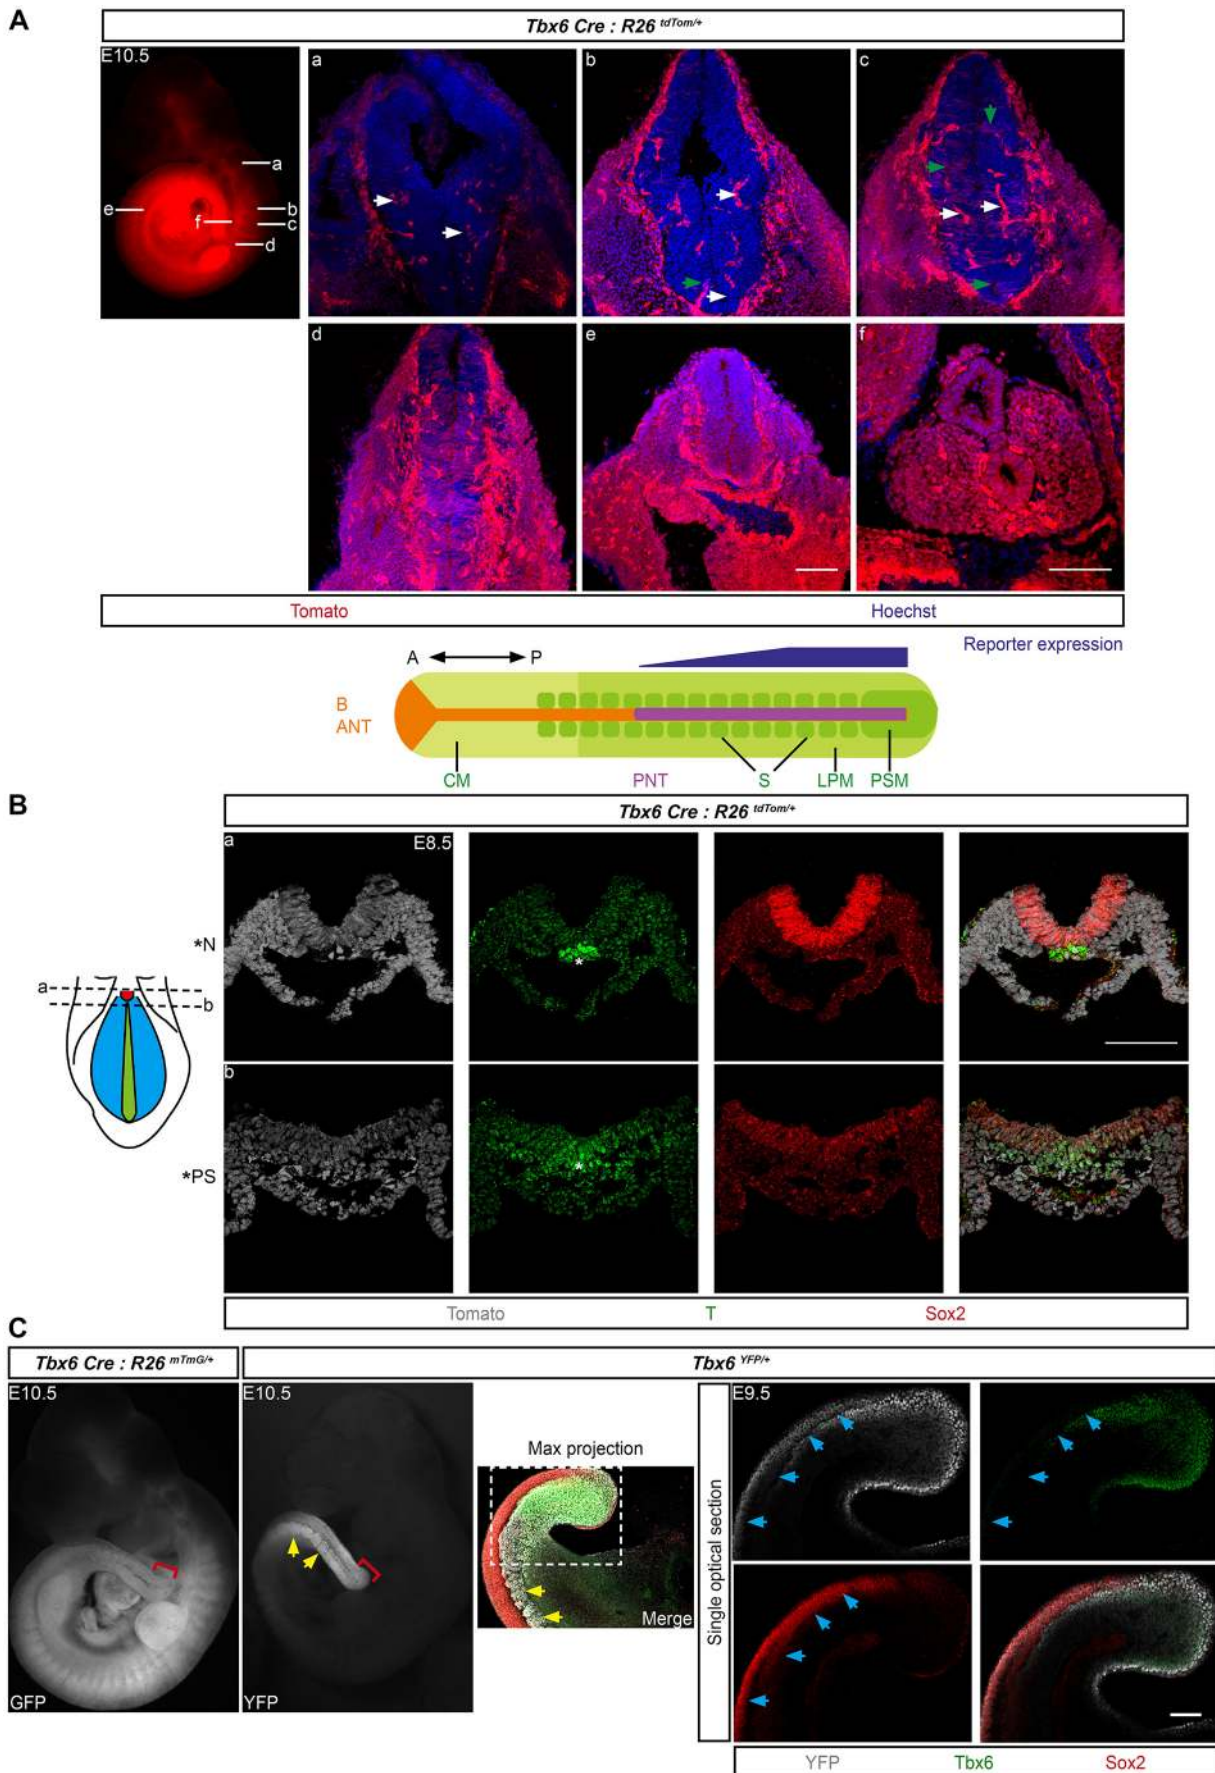 A
Tbx6 Cre : R26 tdTom/+
E10.5
a
b
c
d
e
f
a
b
c
d
e
f
Tomato
Hoechst
Reporter expression
A
P
B
ANT
CM
PNT
S
LPM
PSM
B
Tbx6 Cre : R26 tdTom/+
a
E8.5
*N
*
a
b
b
*PS
*
Tomato
T
Sox2
C
Tbx6 Cre : R26 mTmG/+
Tbx6 YFP/+
E10.5
GFP
E10.5
YFP
Max projection
Merge
Single optical section
E9.5
YFP
Tbx6
Sox2